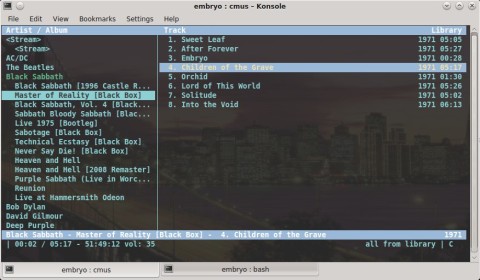 embryo : cmus - Konsole
File Edit View Bookmarks Settings Help
Artist / Album Track Library
<Stream> 1. Sweet Leaf 1971 05:05
<Stream> 2. After Forever 1971 05:27
AC/DC 3. Embryo 1971 00:28
The Beatles 4. Children of the Grave 1971 05:17
Black Sabbath 5. Orchid 1971 01:30
Black Sabbath [1996 Castle R... 6. Lord of This World 1971 05:26
Master of Reality [Black Box] 7. Solitude 1971 05:02
Black Sabbath, Vol. 4 [Blac... 8. Into the Void 1971 06:13
Sabbath Bloody Sabbath [Bla...
Live 1975 [Bootleg]
Sabotage [Black Box]
Technical Ecstasy [Black Box]
Never Say Die! [Black Box]
Heaven and Hell
Heaven and Hell [2008 Remaster]
Purple Sabbath (Live in Worc...
Reunion
Live at Hammersmith Odeon
Bob Dylan
David Gilmour
Deep Purple
Black Sabbath - Master of Reality [Black Box] - 4. Children of the Grave 1971
| 00:02 / 05:17 - 51:49:12 vol: 35 all from library | C
embryo : cmus embryo : bash